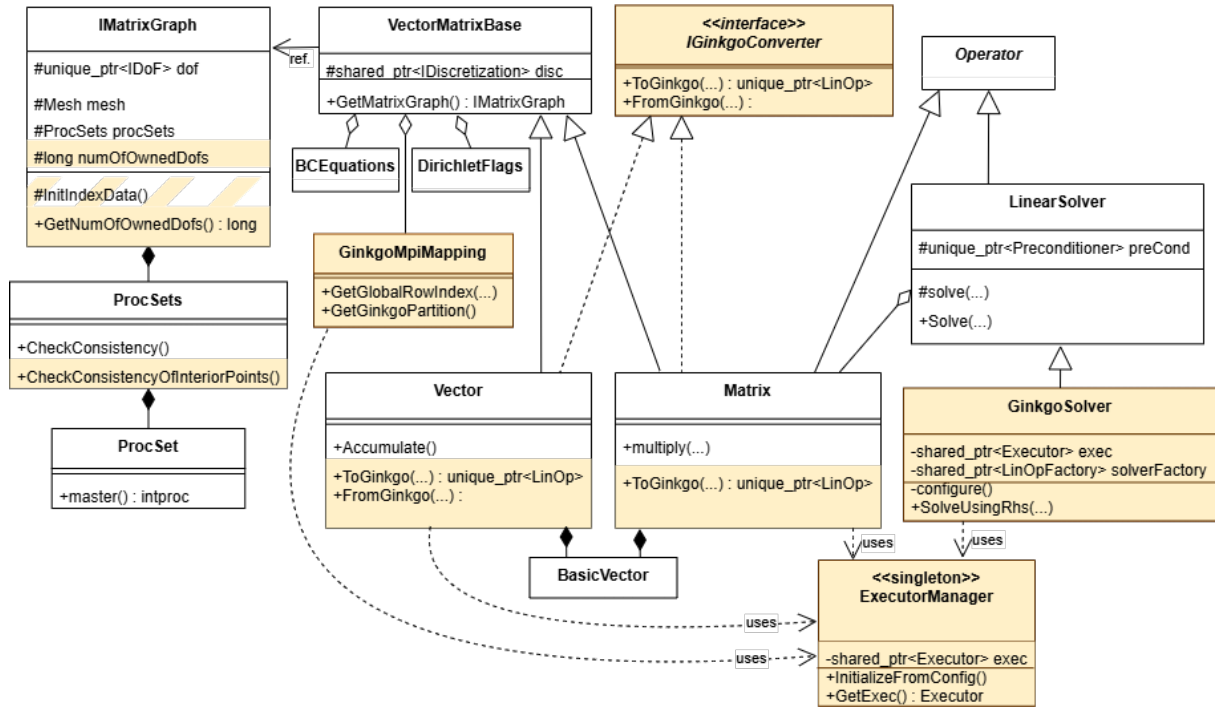 IMatrixGraph
#unique_ptr<IDoF> dof
#Mesh mesh
#ProcSets procSets
#long numOfOwnedDofs
#InitIndexData()
+GetNumOfOwnedDofs() : long
ref.
VectorMatrixBase
#shared_ptr<IDiscretization> disc
+GetMatrixGraph() : IMatrixGraph
<<interface>>
IGinkgoConverter
+ToGinkgo(...) : unique_ptr<LinOp>
+FromGinkgo(...) :
Operator
BCEquations
DirichletFlags
LinearSolver
#unique_ptr<Preconditioner> preCond
#solve(...)
+Solve(...)
GinkgoMpiMapping
+GetGlobalRowIndex(...)
+GetGinkgoPartition()
ProcSets
+CheckConsistency()
+CheckConsistencyOfInteriorPoints()
Vector
+Accumulate()
+ToGinkgo(...) : unique_ptr<LinOp>
+FromGinkgo(...) :
Matrix
+multiply(...)
+ToGinkgo(...) : unique_ptr<LinOp>
GinkgoSolver
-shared_ptr<Executor> exec
-shared_ptr<LinOpFactory> solverFactory
-configure()
+SolveUsingRhs(...)
ProcSet
+master() : intproc
BasicVector
uses
uses
<<singleton>>
ExecutorManager
-shared_ptr<Executor> exec
+InitializeFromConfig()
+GetExec() : Executor
uses
uses